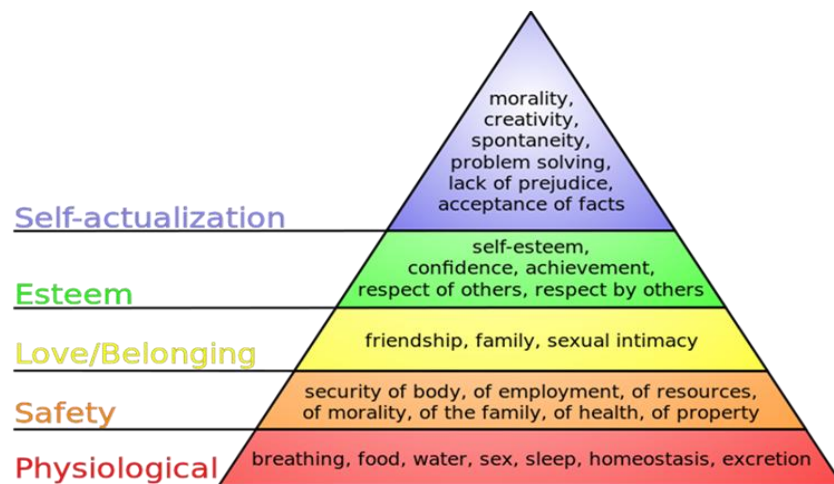 morality,
creativity,
spontaneity,
problem solving,
lack of prejudice,
acceptance of facts
Self-actualization
self-esteem,
confidence, achievement,
respect of others, respect by others
Esteem
friendship, family, sexual intimacy
Love/Belonging
security of body, of employment, of resources,
of morality, of the family, of health, of property
Safety
breathing, food, water, sex, sleep, homeostasis, excretion
Physiological